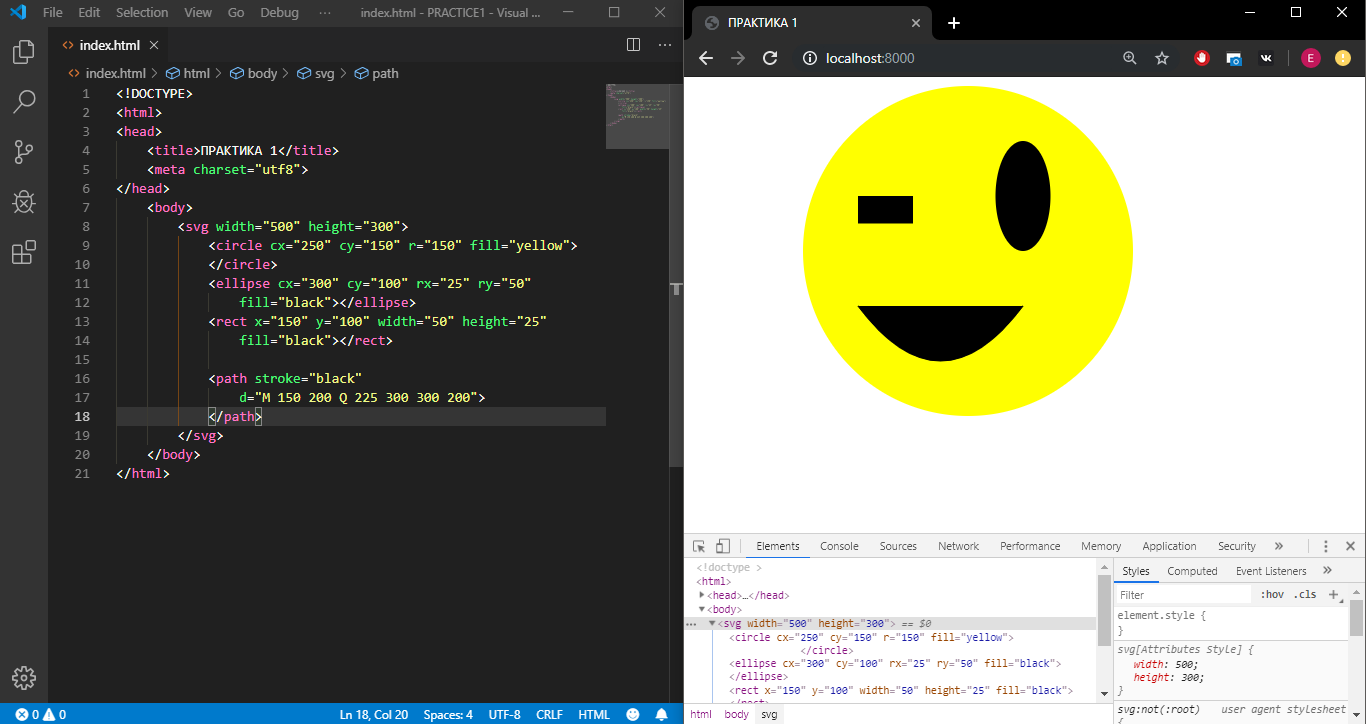 File Edit Selection View Go Debug ··· index.html - PRACTICE1 - Visual ...
index.html
index.html > html > body > svg > path
1 <!DOCTYPE>
2 <html>
3 <head>
4 <title>ПРАКТИКА 1</title>
5 <meta charset="utf8">
6 </head>
7 <body>
8 <svg width="500" height="300">
9 <circle cx="250" cy="150" r="150" fill="yellow">
10 </circle>
11 <ellipse cx="300" cy="100" rx="25" ry="50"
12 fill="black"></ellipse>
13 <rect x="150" y="100" width="50" height="25"
14 fill="black"></rect>
15
16 <path stroke="black"
17 d="M 150 200 Q 225 300 300 200">
18 </path>
19 </svg>
20 </body>
21 </html>
0 0 Ln 18, Col 20 Spaces: 4 UTF-8 CRLF HTML
ПРАКТИКА 1
localhost:8000
E
Elements Console Sources Network Performance Memory Application Security »
<!doctype >
<html>
<head>…</head>
<body>
<svg width="500" height="300"> == $0
<circle cx="250" cy="150" r="150" fill="yellow">
</circle>
<ellipse cx="300" cy="100" rx="25" ry="50" fill="black">
</ellipse>
<rect x="150" y="100" width="50" height="25" fill="black">
</rect>
html body svg
Styles Computed Event Listeners »
Filter :hov .cls +
element.style {
}
svg[Attributes Style] {
width: 500;
height: 300;
}
svg:not(:root) user agent stylesheet
{